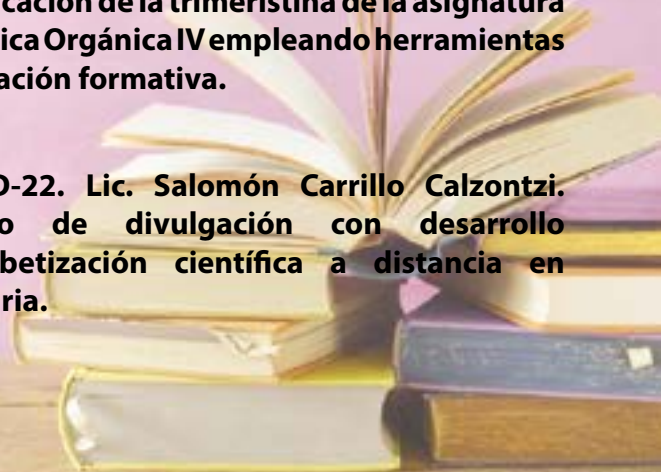 cación de la trimeristina de la asignatura
ica Orgánica IV empleando herramientas
ación formativa.
D-22. Lic. Salomón Carrillo Calzontzi.
o de divulgación con desarrollo
betización científica a distancia en
ria.